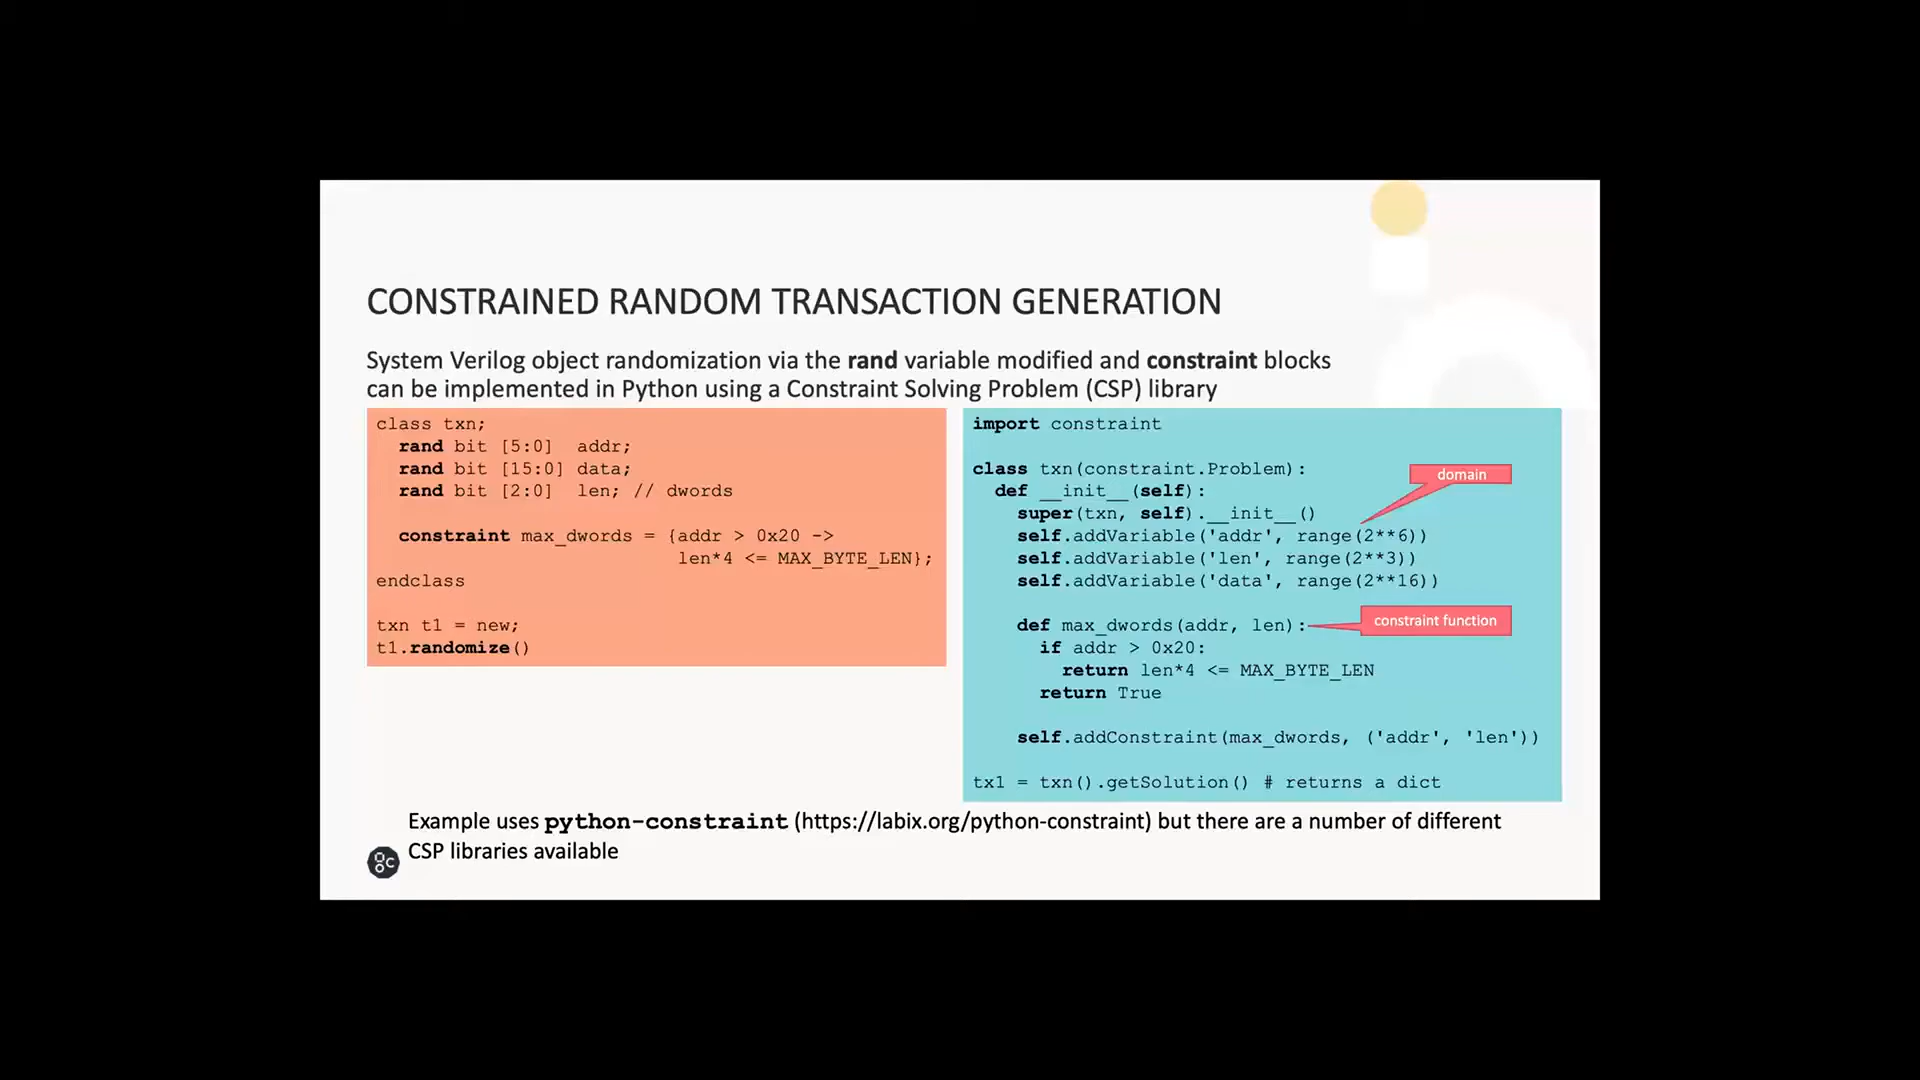 CONSTRAINED RANDOM TRANSACTION GENERATION
System Verilog object randomization via the rand variable modified and constraint blocks
can be implemented in Python using a Constraint Solving Problem (CSP) library
class txn;
  rand bit [5:0]  addr;
  rand bit [15:0] data;
  rand bit [2:0]  len; // dwords
  constraint max_dwords = {addr > 0x20 ->
                           len*4 <= MAX_BYTE_LEN};
endclass
txn t1 = new;
t1.randomize()
import constraint
class txn(constraint.Problem):
  def __init__(self):
    super(txn, self).__init__()
    self.addVariable('addr', range(2**6))
    self.addVariable('len', range(2**3))
    self.addVariable('data', range(2**16))
    def max_dwords(addr, len):
      if addr > 0x20:
        return len*4 <= MAX_BYTE_LEN
      return True
    self.addConstraint(max_dwords, ('addr', 'len'))
tx1 = txn().getSolution() # returns a dict
domain
constraint function
Example uses python-constraint (https://labix.org/python-constraint) but there are a number of different
CSP libraries available